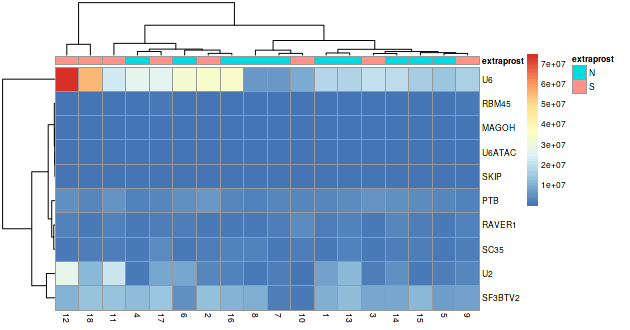 extraprost
U6
RBM45
MAGOH
U6ATAC
SKIP
PTB
RAVER1
SC35
U2
SF3BTV2
12 18 11 4 17 6 2 16 8 7 10 1 13 3 14 15 5 9
7e+07
6e+07
5e+07
4e+07
3e+07
2e+07
1e+07
extraprost
N
S